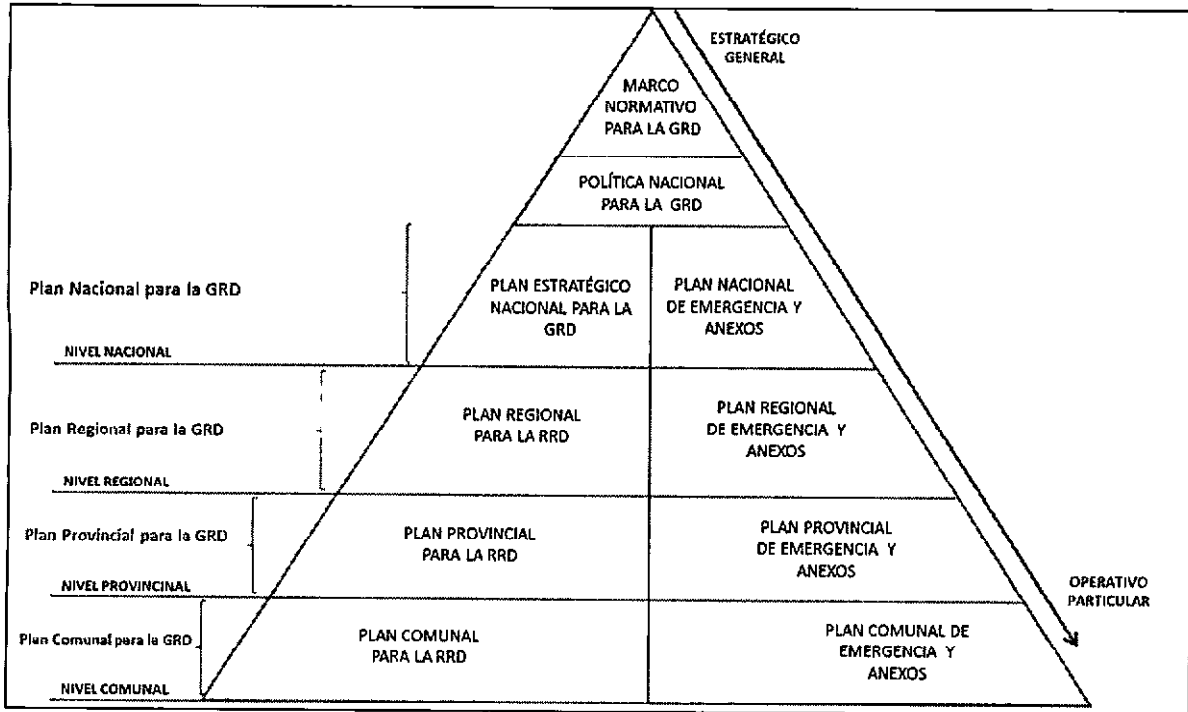 ESTRATÉGICO
GENERAL
MARCO
NORMATIVO
PARA LA GRD
POLÍTICA NACIONAL
PARA LA GRD
Plan Nacional para la GRD
NIVEL NACIONAL
PLAN ESTRATÉGICO
NACIONAL PARA LA
GRD
PLAN NACIONAL
DE EMERGENCIA Y
ANEXOS
Plan Regional para la GRD
NIVEL REGIONAL
PLAN REGIONAL
PARA LA RRD
PLAN REGIONAL
DE EMERGENCIA Y
ANEXOS
Plan Provincial para la GRD
NIVEL PROVINCINAL
PLAN PROVINCIAL
PARA LA RRD
PLAN PROVINCIAL
DE EMERGENCIA Y
ANEXOS
OPERATIVO
PARTICULAR
Plan Comunal para la GRD
NIVEL COMUNAL
PLAN COMUNAL
PARA LA RRD
PLAN COMUNAL DE
EMERGENCIA Y
ANEXOS